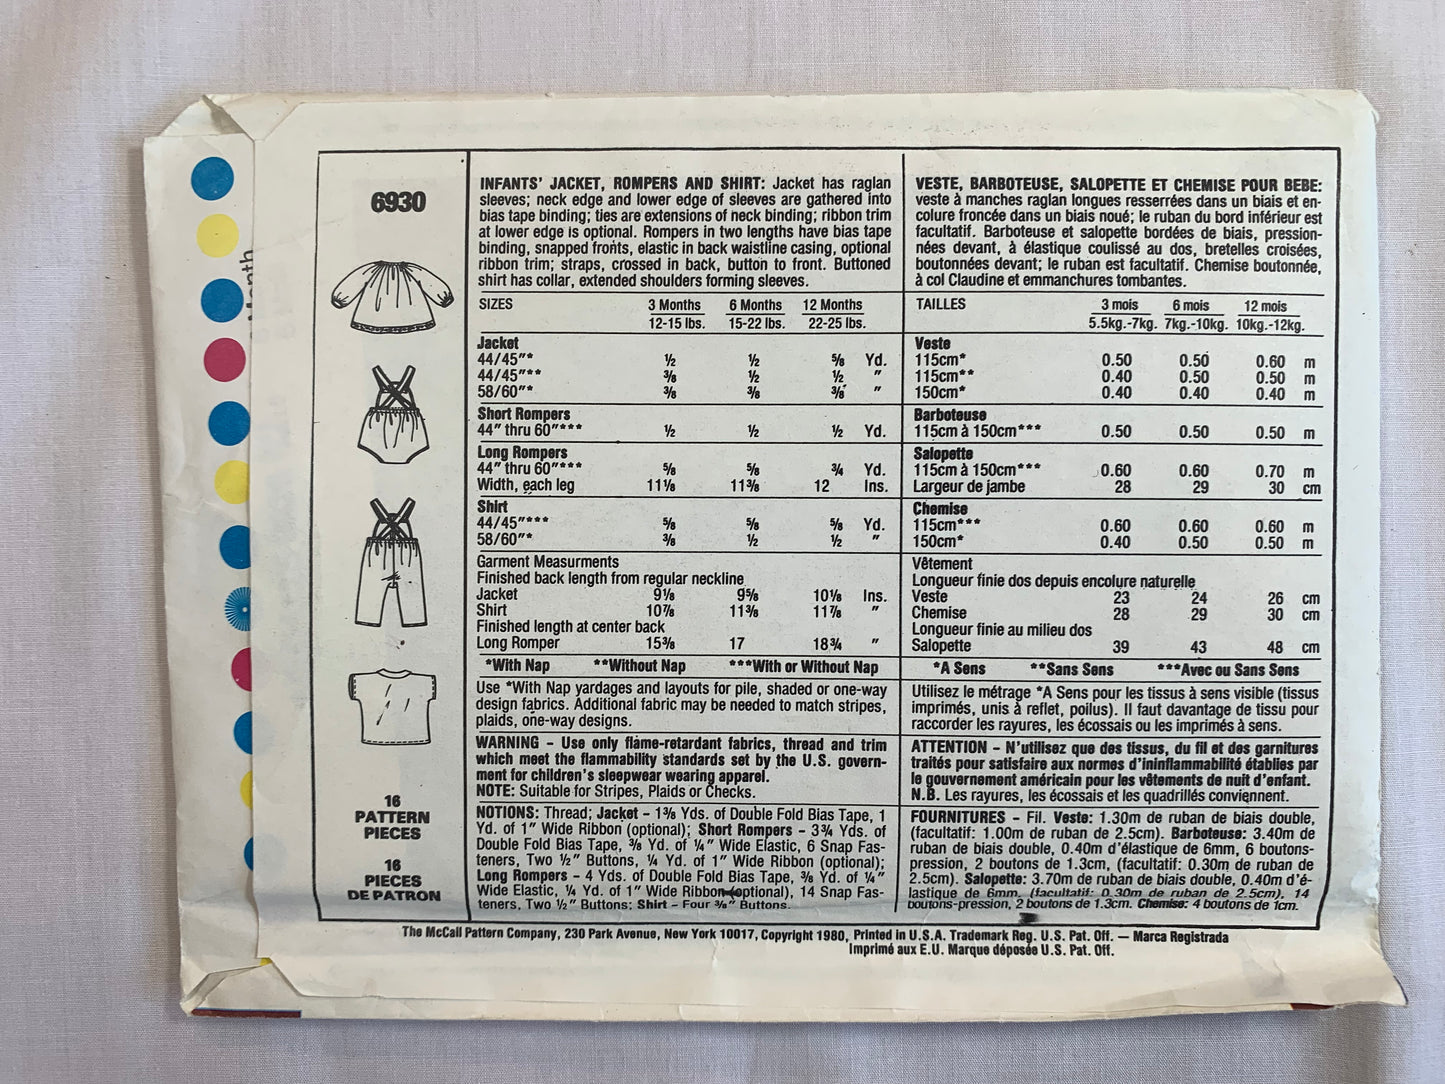 6930
16
PATTERN
PIECES
16
PIECES
DE PATRON
INFANTS' JACKET, ROMPERS AND SHIRT: Jacket has raglan
sleeves; neck edge and lower edge of sleeves are gathered into
bias tape binding; ties are extensions of neck binding; ribbon trim
at lower edge is optional. Rompers in two lengths have bias tape
binding, snapped fronts, elastic in back waistline casing, optional
ribbon trim; straps, crossed in back, button to front. Buttoned
shirt has collar, extended shoulders forming sleeves.
SIZES 3 Months 6 Months 12 Months
12-15 lbs. 15-22 lbs. 22-25 lbs.
Jacket
44/45"* ½ ½ ⅝ Yd.
44/45"** ⅜ ½ ½ "
58/60"* ⅜ ⅜ ⅜ "
Short Rompers
44" thru 60"*** ½ ½ ½ Yd.
Long Rompers
44" thru 60"*** ⅝ ⅝ ¾ Yd.
Width, each leg 11⅛ 11⅜ 12 Ins.
Shirt
44/45"*** ⅝ ⅝ ⅝ Yd.
58/60"* ⅜ ½ ½ "
Garment Measurments
Finished back length from regular neckline
Jacket 9⅛ 9⅝ 10⅛ Ins.
Shirt 10⅞ 11⅜ 11⅞ "
Finished length at center back
Long Romper 15⅜ 17 18¾ "
*With Nap **Without Nap ***With or Without Nap
Use *With Nap yardages and layouts for pile, shaded or one-way
design fabrics. Additional fabric may be needed to match stripes,
plaids, one-way designs.
WARNING – Use only flame-retardant fabrics, thread and trim
which meet the flammability standards set by the U.S. govern-
ment for children's sleepwear wearing apparel.
NOTE: Suitable for Stripes, Plaids or Checks.
NOTIONS: Thread; Jacket – 1⅜ Yds. of Double Fold Bias Tape, 1
Yd. of 1" Wide Ribbon (optional); Short Rompers – 3¾ Yds. of
Double Fold Bias Tape, ⅜ Yd. of ¼" Wide Elastic, 6 Snap Fas-
teners, Two ½" Buttons, ¼ Yd. of 1" Wide Ribbon (optional);
Long Rompers – 4 Yds. of Double Fold Bias Tape, ⅜ Yd. of ¼"
Wide Elastic, ¼ Yd. of 1" Wide Ribbon (optional), 14 Snap Fas-
teners, Two ½" Buttons; Shirt – Four ⅜" Buttons.
VESTE, BARBOTEUSE, SALOPETTE ET CHEMISE POUR BEBE:
veste à manches raglan longues resserrées dans un biais et en-
colure froncée dans un biais noué; le ruban du bord inférieur est
facultatif. Barboteuse et salopette bordées de biais, pression-
nées devant, à élastique coulissé au dos, bretelles croisées,
boutonnées devant; le ruban est facultatif. Chemise boutonnée,
à col Claudine et emmanchures tombantes.
TAILLES 3 mois 6 mois 12 mois
5.5kg.-7kg. 7kg.-10kg. 10kg.-12kg.
Veste
115cm* 0.50 0.50 0.60 m
115cm** 0.40 0.50 0.50 m
150cm* 0.40 0.40 0.40 m
Barboteuse
115cm à 150cm*** 0.50 0.50 0.50 m
Salopette
115cm à 150cm*** 0.60 0.60 0.70 m
Largeur de jambe 28 29 30 cm
Chemise
115cm*** 0.60 0.60 0.60 m
150cm* 0.40 0.50 0.50 m
Vêtement
Longueur finie dos depuis encolure naturelle
Veste 23 24 26 cm
Chemise 28 29 30 cm
Longueur finie au milieu dos
Salopette 39 43 48 cm
*A Sens **Sans Sens ***Avec ou Sans Sens
Utilisez le métrage *A Sens pour les tissus à sens visible (tissus
imprimés, unis à reflet, poilus). Il faut davantage de tissu pour
raccorder les rayures, les écossais ou les imprimés à sens.
ATTENTION – N'utilisez que des tissus, du fil et des garnitures
traités pour satisfaire aux normes d'ininflammabilité établies par
le gouvernement américain pour les vêtements de nuit d'enfant.
N.B. Les rayures, les écossais et les quadrillés conviennent.
FOURNITURES – Fil. Veste: 1.30m de ruban de biais double,
(facultatif: 1.00m de ruban de 2.5cm). Barboteuse: 3.40m de
ruban de biais double, 0.40m d'élastique de 6mm, 6 boutons-
pression, 2 boutons de 1.3cm, (facultatif: 0.30m de ruban de
2.5cm). Salopette: 3.70m de ruban de biais double, 0.40m d'é-
lastique de 6mm, (facultatif: 0.30m de ruban de 2.5cm), 14
boutons-pression, 2 boutons de 1.3cm. Chemise: 4 boutons de 1cm.
The McCall Pattern Company, 230 Park Avenue, New York 10017, Copyright 1980, Printed in U.S.A. Trademark Reg. U.S. Pat. Off. — Marca Registrada
Imprimé aux E.U. Marque déposée U.S. Pat. Off.